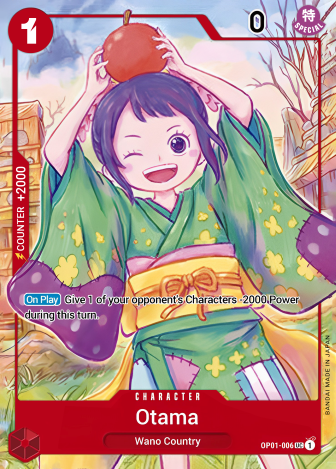 1
0
特
SPECIAL
COUNTER +2000
On Play Give 1 of your opponent's Characters -2000 Power
during this turn.
BANDAI MADE IN JAPAN
CHARACTER
Otama
Wano Country
OP01-006 UC 1